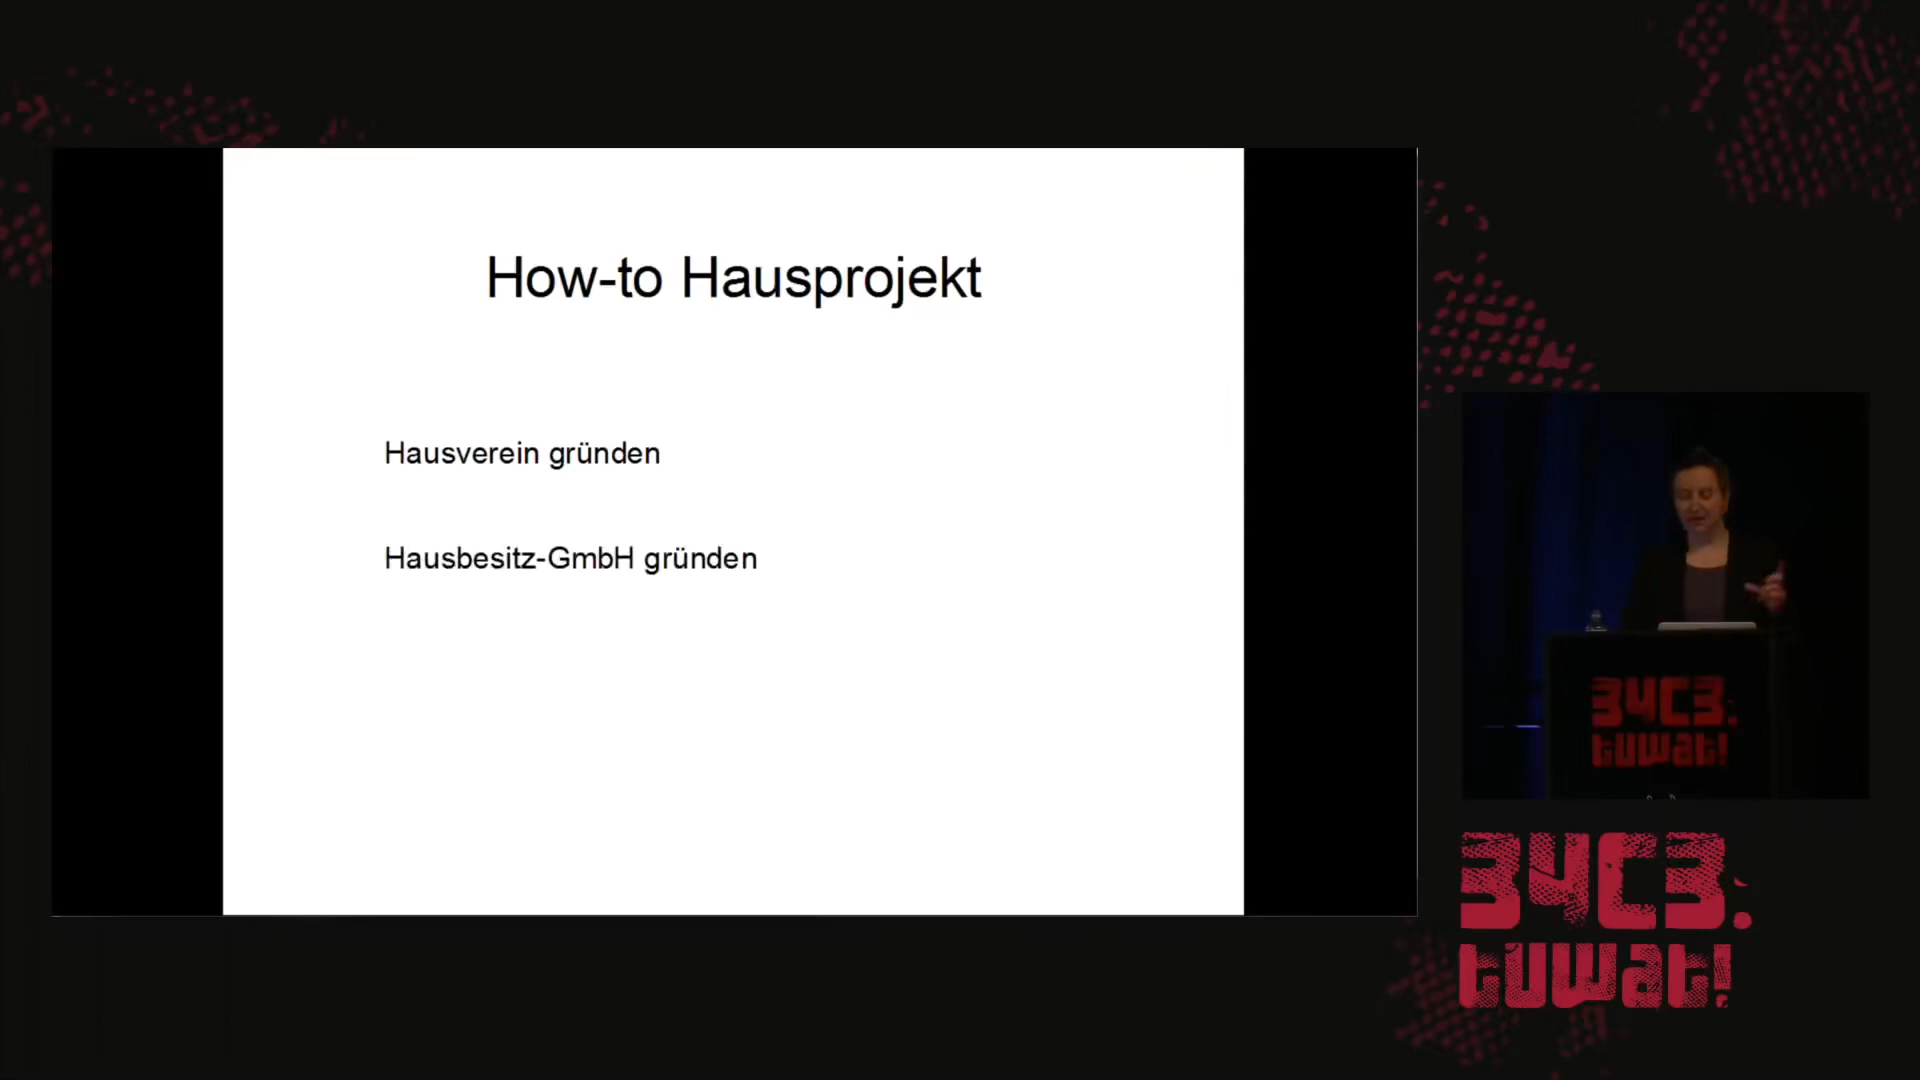 How-to Hausprojekt
Hausverein gründen
Hausbesitz-GmbH gründen
34C3.
tuwat!
34C3.
tuwat!